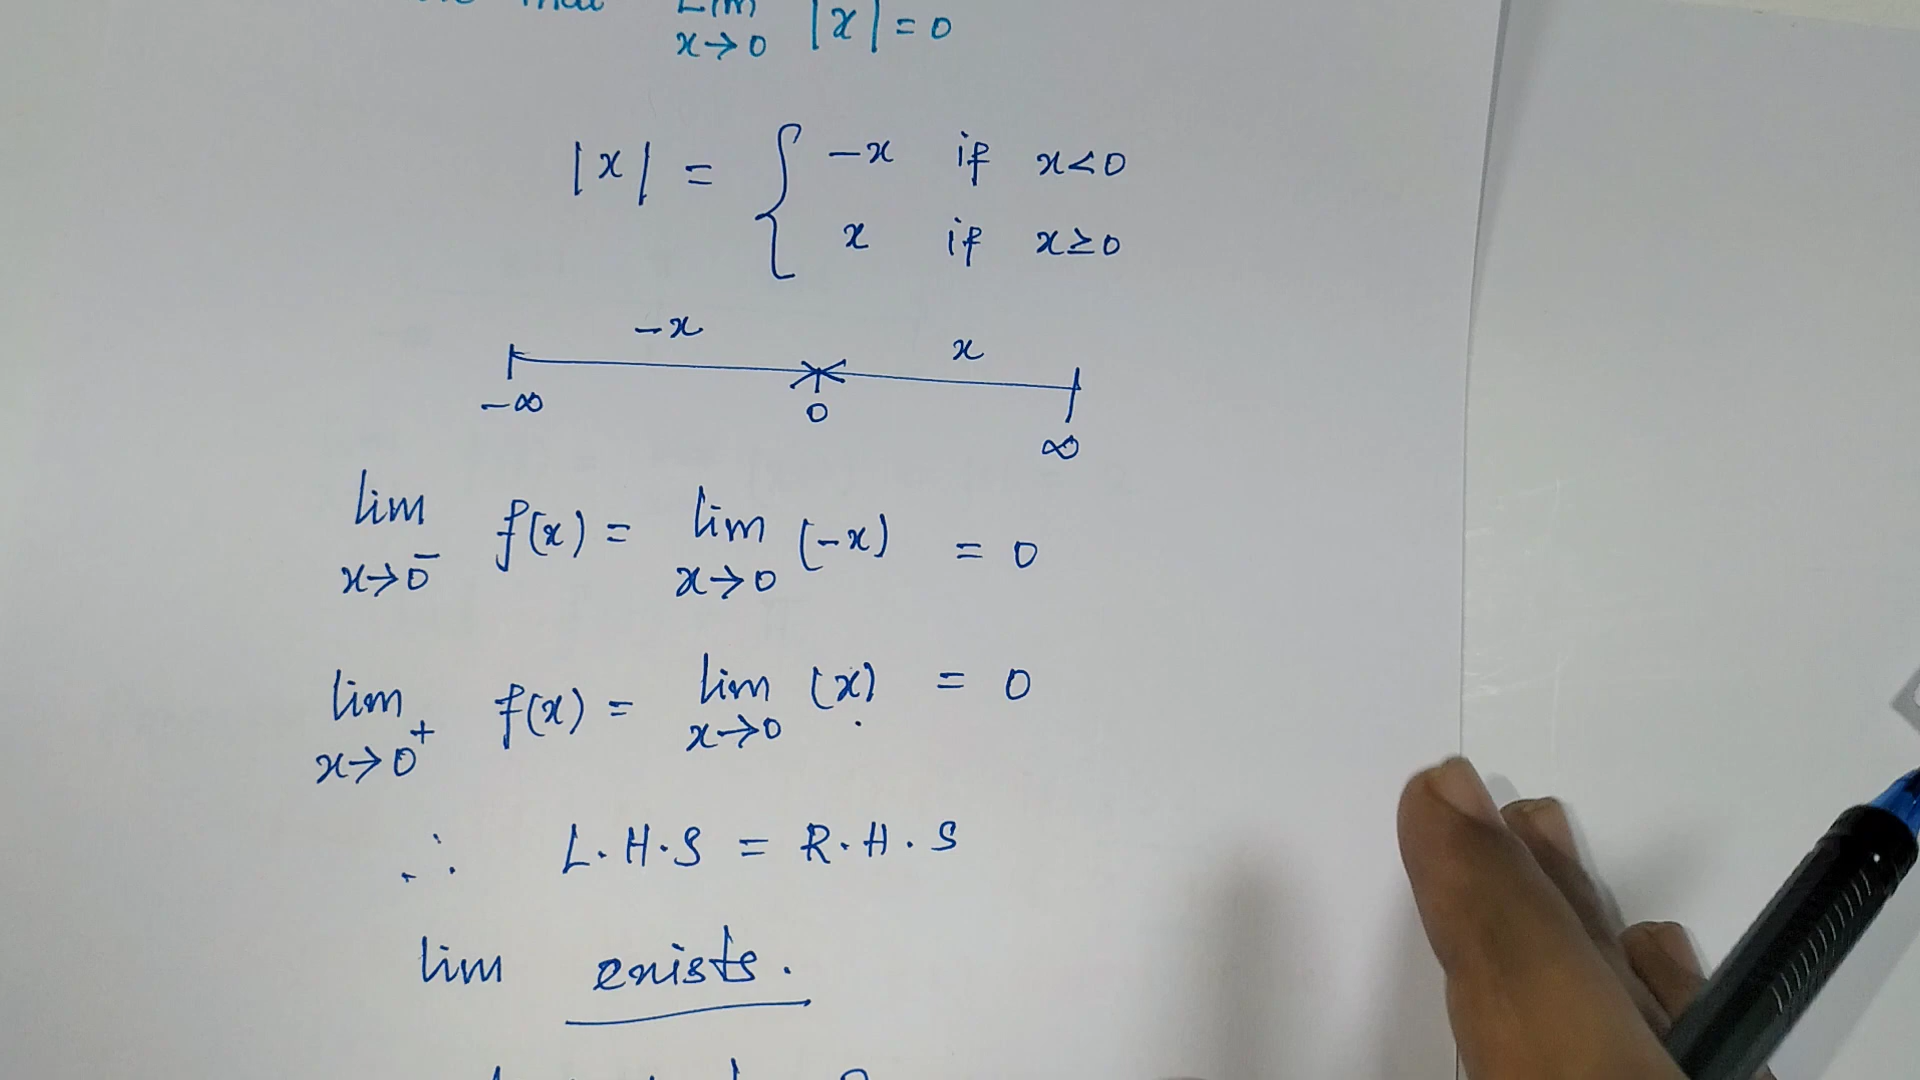 that Lim x→0 |x| = 0
|x| = { -x if x<0
x if x≥0
-x x
-∞ 0 ∞
lim x→0⁻ f(x) = lim x→0 (-x) = 0
lim x→0⁺ f(x) = lim x→0 (x) = 0
∴ L.H.S = R.H.S
lim exists.